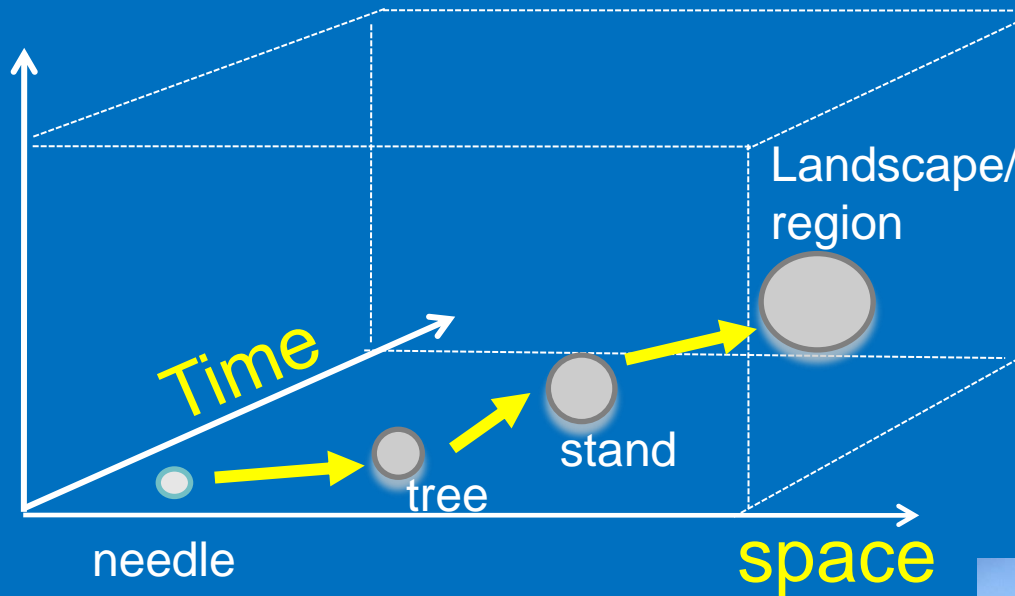 Landscape/
region
Time
stand
tree
needle
space